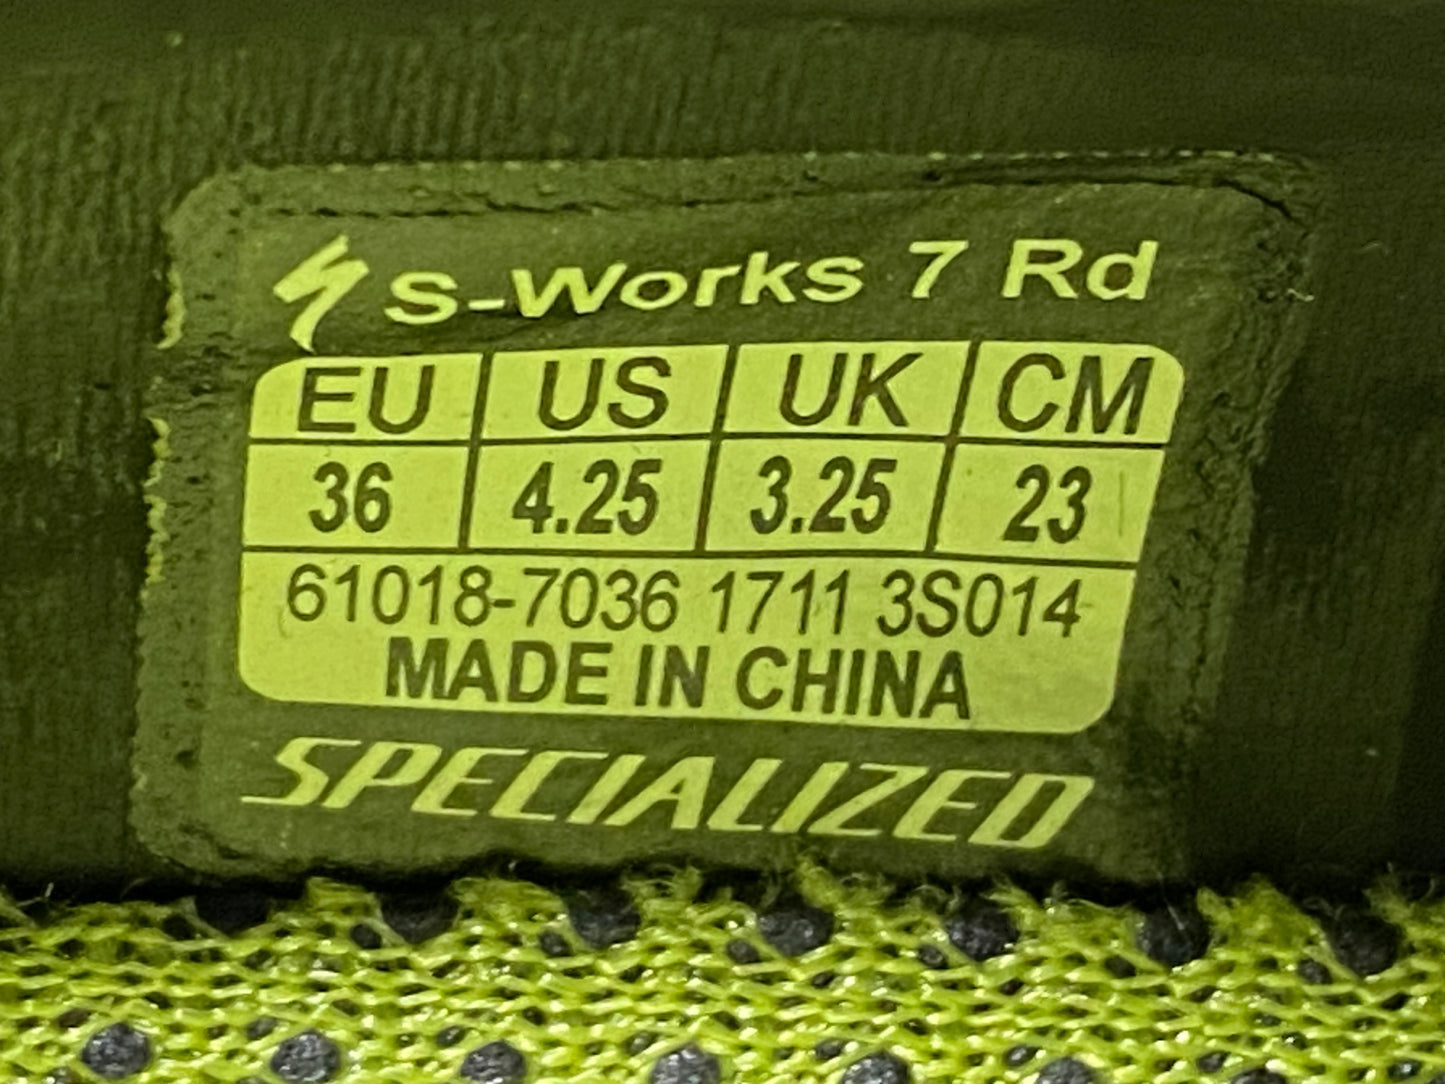 S-Works 7 Rd
EU US UK CM
36 4.25 3.25 23
61018-7036 1711 3S014
MADE IN CHINA
SPECIALIZED